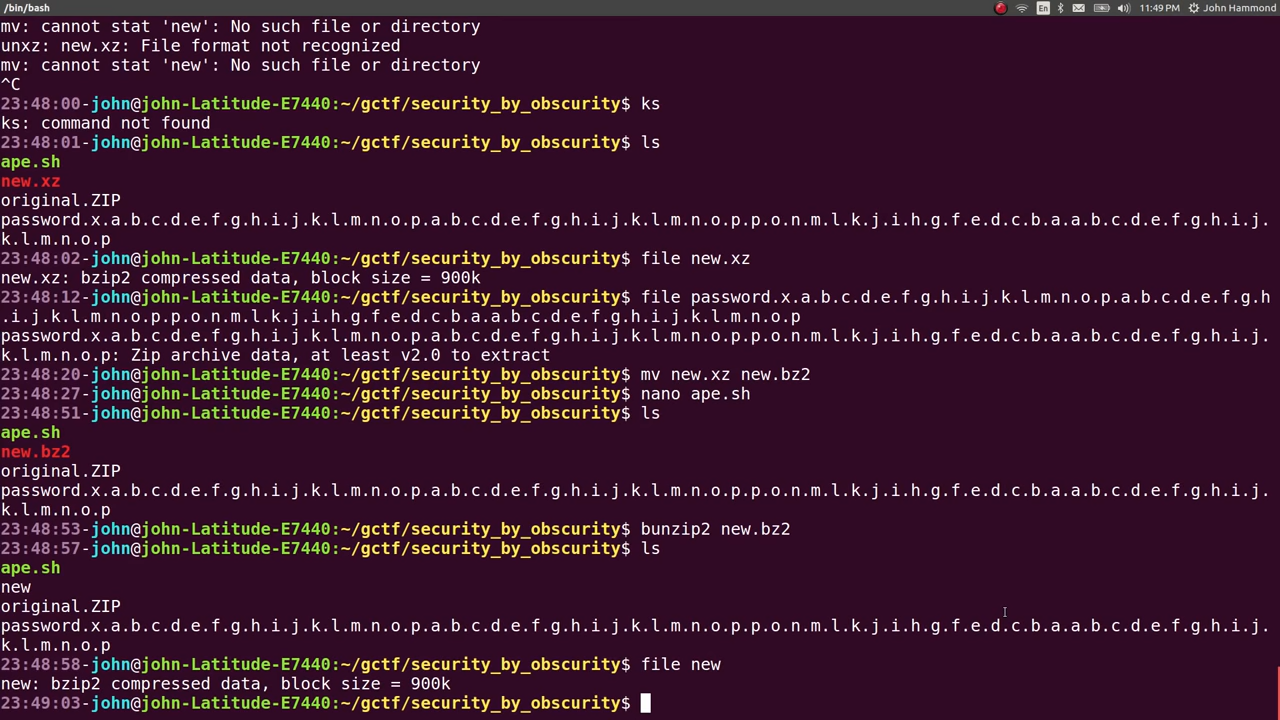 /bin/bash
En
11:49 PM
John Hammond
mv: cannot stat 'new': No such file or directory
unxz: new.xz: File format not recognized
mv: cannot stat 'new': No such file or directory
^C
23:48:00-john@john-Latitude-E7440:~/gctf/security_by_obscurity$ ks
ks: command not found
23:48:01-john@john-Latitude-E7440:~/gctf/security_by_obscurity$ ls
ape.sh
new.xz
original.ZIP
password.x.a.b.c.d.e.f.g.h.i.j.k.l.m.n.o.p.a.b.c.d.e.f.g.h.i.j.k.l.m.n.o.p.p.o.n.m.l.k.j.i.h.g.f.e.d.c.b.a.a.b.c.d.e.f.g.h.i.j.
k.l.m.n.o.p
23:48:02-john@john-Latitude-E7440:~/gctf/security_by_obscurity$ file new.xz
new.xz: bzip2 compressed data, block size = 900k
23:48:12-john@john-Latitude-E7440:~/gctf/security_by_obscurity$ file password.x.a.b.c.d.e.f.g.h.i.j.k.l.m.n.o.p.a.b.c.d.e.f.g.h
.i.j.k.l.m.n.o.p.p.o.n.m.l.k.j.i.h.g.f.e.d.c.b.a.a.b.c.d.e.f.g.h.i.j.k.l.m.n.o.p
password.x.a.b.c.d.e.f.g.h.i.j.k.l.m.n.o.p.a.b.c.d.e.f.g.h.i.j.k.l.m.n.o.p.p.o.n.m.l.k.j.i.h.g.f.e.d.c.b.a.a.b.c.d.e.f.g.h.i.j.
k.l.m.n.o.p: Zip archive data, at least v2.0 to extract
23:48:20-john@john-Latitude-E7440:~/gctf/security_by_obscurity$ mv new.xz new.bz2
23:48:27-john@john-Latitude-E7440:~/gctf/security_by_obscurity$ nano ape.sh
23:48:51-john@john-Latitude-E7440:~/gctf/security_by_obscurity$ ls
ape.sh
new.bz2
original.ZIP
password.x.a.b.c.d.e.f.g.h.i.j.k.l.m.n.o.p.a.b.c.d.e.f.g.h.i.j.k.l.m.n.o.p.p.o.n.m.l.k.j.i.h.g.f.e.d.c.b.a.a.b.c.d.e.f.g.h.i.j.
k.l.m.n.o.p
23:48:53-john@john-Latitude-E7440:~/gctf/security_by_obscurity$ bunzip2 new.bz2
23:48:57-john@john-Latitude-E7440:~/gctf/security_by_obscurity$ ls
ape.sh
new
original.ZIP
password.x.a.b.c.d.e.f.g.h.i.j.k.l.m.n.o.p.a.b.c.d.e.f.g.h.i.j.k.l.m.n.o.p.p.o.n.m.l.k.j.i.h.g.f.e.d.c.b.a.a.b.c.d.e.f.g.h.i.j.
k.l.m.n.o.p
23:48:58-john@john-Latitude-E7440:~/gctf/security_by_obscurity$ file new
new: bzip2 compressed data, block size = 900k
23:49:03-john@john-Latitude-E7440:~/gctf/security_by_obscurity$